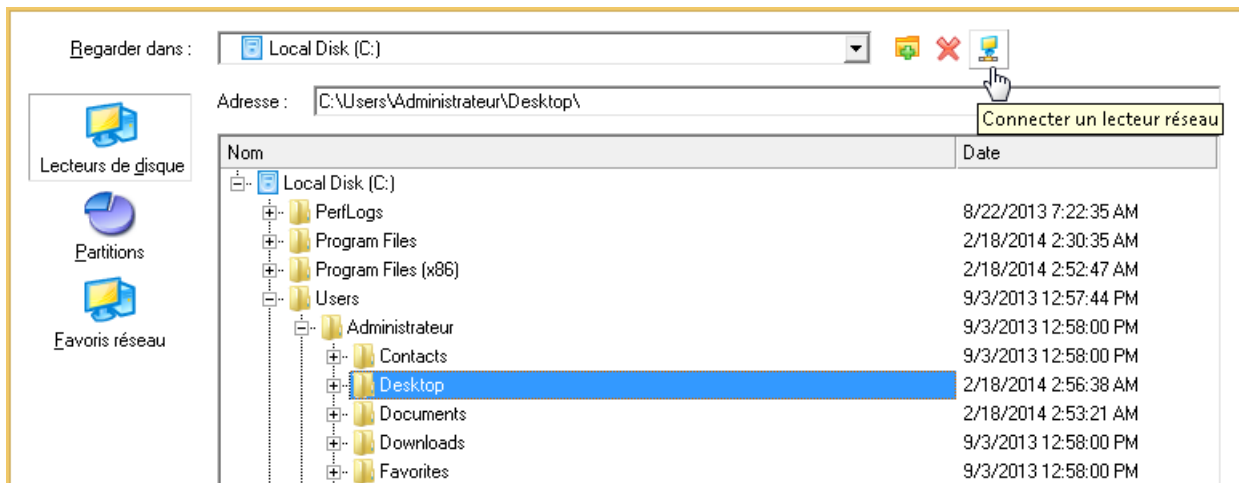 Regarder dans :
Local Disk (C:)
Adresse :
C:\Users\Administrateur\Desktop\
Connecter un lecteur réseau
Lecteurs de disque
Partitions
Favoris réseau
Nom Date
Local Disk (C:)
PerfLogs 8/22/2013 7:22:35 AM
Program Files 2/18/2014 2:30:35 AM
Program Files (x86) 2/18/2014 2:52:47 AM
Users 9/3/2013 12:57:44 PM
Administrateur 9/3/2013 12:58:00 PM
Contacts 9/3/2013 12:58:00 PM
Desktop 2/18/2014 2:56:38 AM
Documents 2/18/2014 2:53:21 AM
Downloads 9/3/2013 12:58:00 PM
Favorites 9/3/2013 12:58:00 PM